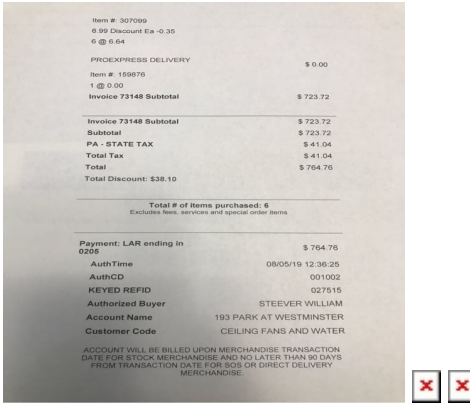 Item #: 307099
6.99 Discount Ea -0.35
6 @ 6.64
PROEXPRESS DELIVERY $ 0.00
Item #: 159876
1 @ 0.00
Invoice 73148 Subtotal $ 723.72
Invoice 73148 Subtotal $ 723.72
Subtotal $ 723.72
PA - STATE TAX $ 41.04
Total Tax $ 41.04
Total $ 764.76
Total Discount: $38.10
Total # of items purchased: 6
Excludes fees, services and special order items
Payment: LAR ending in $ 764.76
0205
AuthTime 08/05/19 12:36:25
AuthCD 001002
KEYED REFID 027515
Authorized Buyer STEEVER WILLIAM
Account Name 193 PARK AT WESTMINSTER
Customer Code CEILING FANS AND WATER
ACCOUNT WILL BE BILLED UPON MERCHANDISE TRANSACTION
DATE FOR STOCK MERCHANDISE AND NO LATER THAN 90 DAYS
FROM TRANSACTION DATE FOR SOS OR DIRECT DELIVERY
MERCHANDISE.